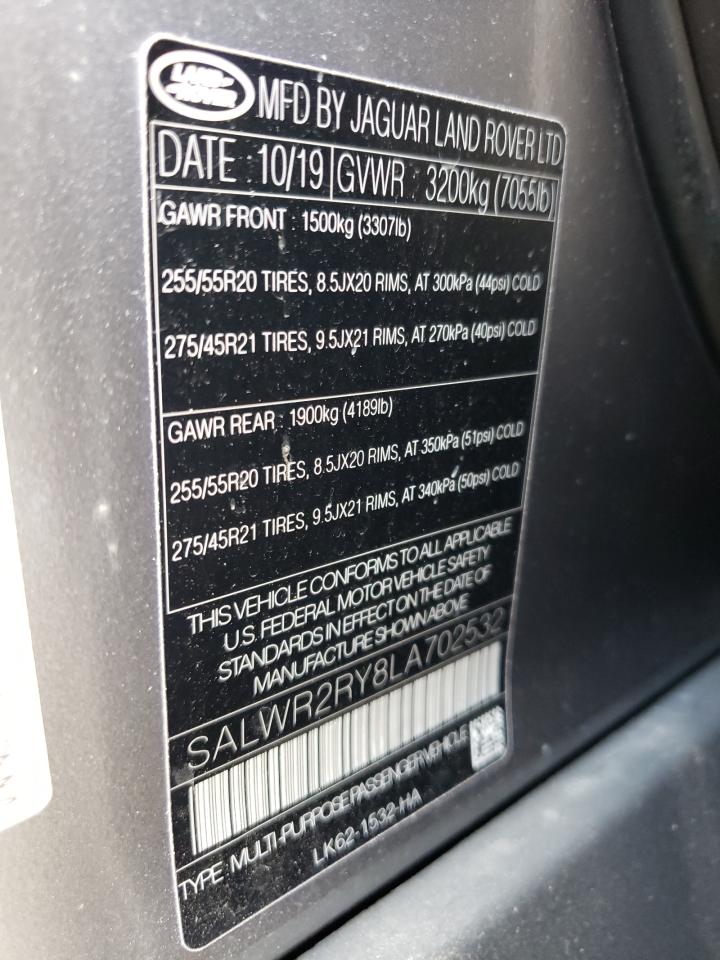 LAND ROVER
MFD BY JAGUAR LAND ROVER LTD
DATE : 10/19 GVWR : 3200kg (7055lb)
GAWR FRONT : 1500kg (3307lb)
255/55R20 TIRES, 8.5JX20 RIMS, AT 300kPa (44psi) COLD
275/45R21 TIRES, 9.5JX21 RIMS, AT 270kPa (40psi) COLD
GAWR REAR : 1900kg (4189lb)
255/55R20 TIRES, 8.5JX20 RIMS, AT 350kPa (51psi) COLD
275/45R21 TIRES, 9.5JX21 RIMS, AT 340kPa (50psi) COLD
THIS VEHICLE CONFORMS TO ALL APPLICABLE
U.S. FEDERAL MOTOR VEHICLE SAFETY
STANDARDS IN EFFECT ON THE DATE OF
MANUFACTURE SHOWN ABOVE
SALWR2RY8LA702532
TYPE : MULTI-PURPOSE PASSENGER VEHICLE
LK62-1532-HA